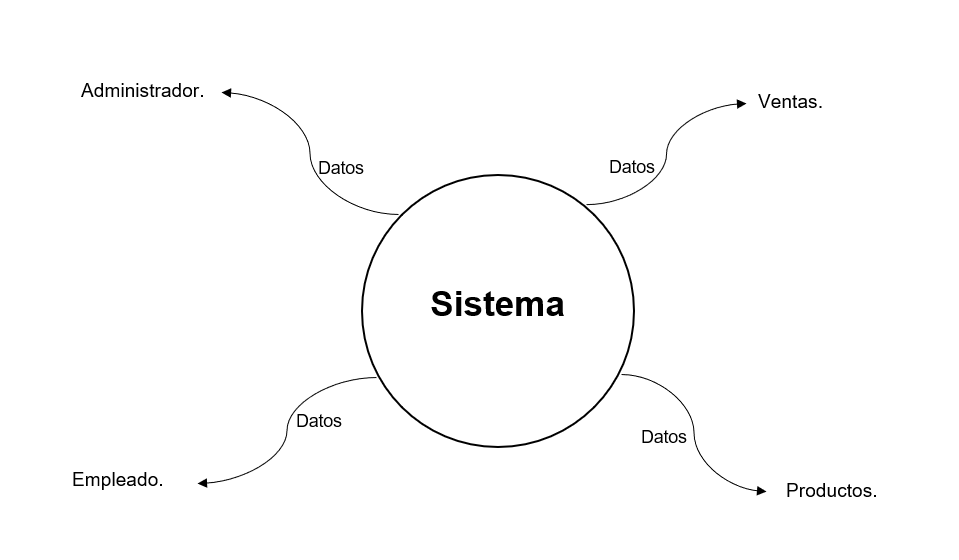 Administrador.
Ventas.
Datos
Datos
Sistema
Datos
Datos
Empleado.
Productos.